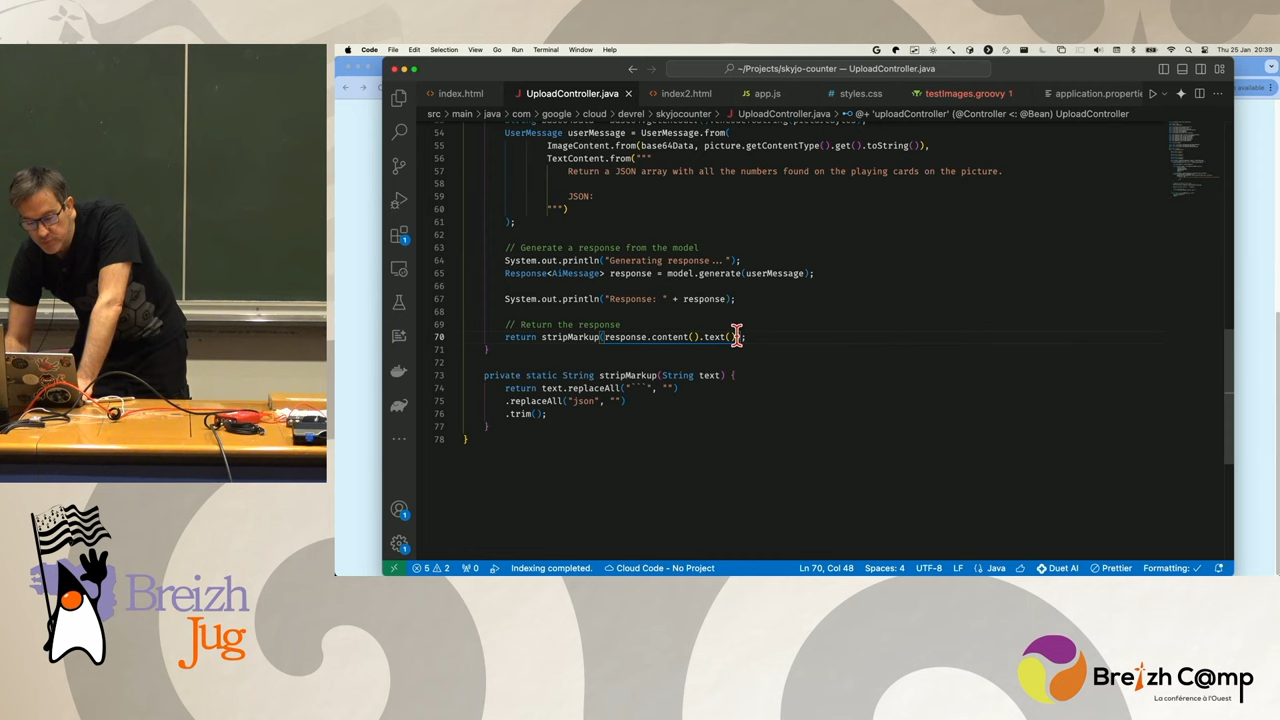 Code File Edit Selection View Go Run Terminal Window Help Thu 25 Jan 20:39
~/Projects/skyjo-counter — UploadController.java
index.html UploadController.java index2.html app.js styles.css testImages.groovy 1 application.propertie
src > main > java > com > google > cloud > devrel > skyjocounter > UploadController.java > @+ 'uploadController' (@Controller <: @Bean) UploadController
54 UserMessage userMessage = UserMessage.from(
55 ImageContent.from(base64Data, picture.getContentType().get().toString()),
56 TextContent.from("""
57 Return a JSON array with all the numbers found on the playing cards on the picture.
58
59 JSON:
60 """)
61 );
62
63 // Generate a response from the model
64 System.out.println("Generating response...");
65 Response<AiMessage> response = model.generate(userMessage);
66
67 System.out.println("Response: " + response);
68
69 // Return the response
70 return stripMarkup(response.content().text());
71 }
72
73 private static String stripMarkup(String text) {
74 return text.replaceAll("```", "")
75 .replaceAll("json", "")
76 .trim();
77 }
78 }
5 2 0 Indexing completed. Cloud Code - No Project Ln 70, Col 48 Spaces: 4 UTF-8 LF Java Duet AI Prettier Formatting: ✓
Breizh
Jug
Breizh C@mp
La conférence à l'Ouest